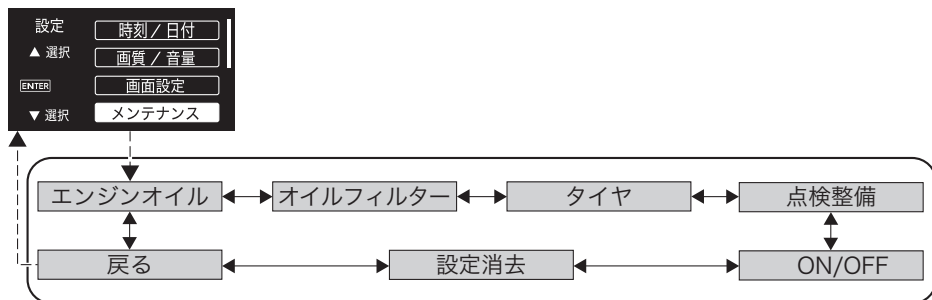 設定
時刻 / 日付
▲ 選択
画質 / 音量
ENTER
画面設定
▼ 選択
メンテナンス
エンジンオイル
オイルフィルター
タイヤ
点検整備
戻る
設定消去
ON/OFF